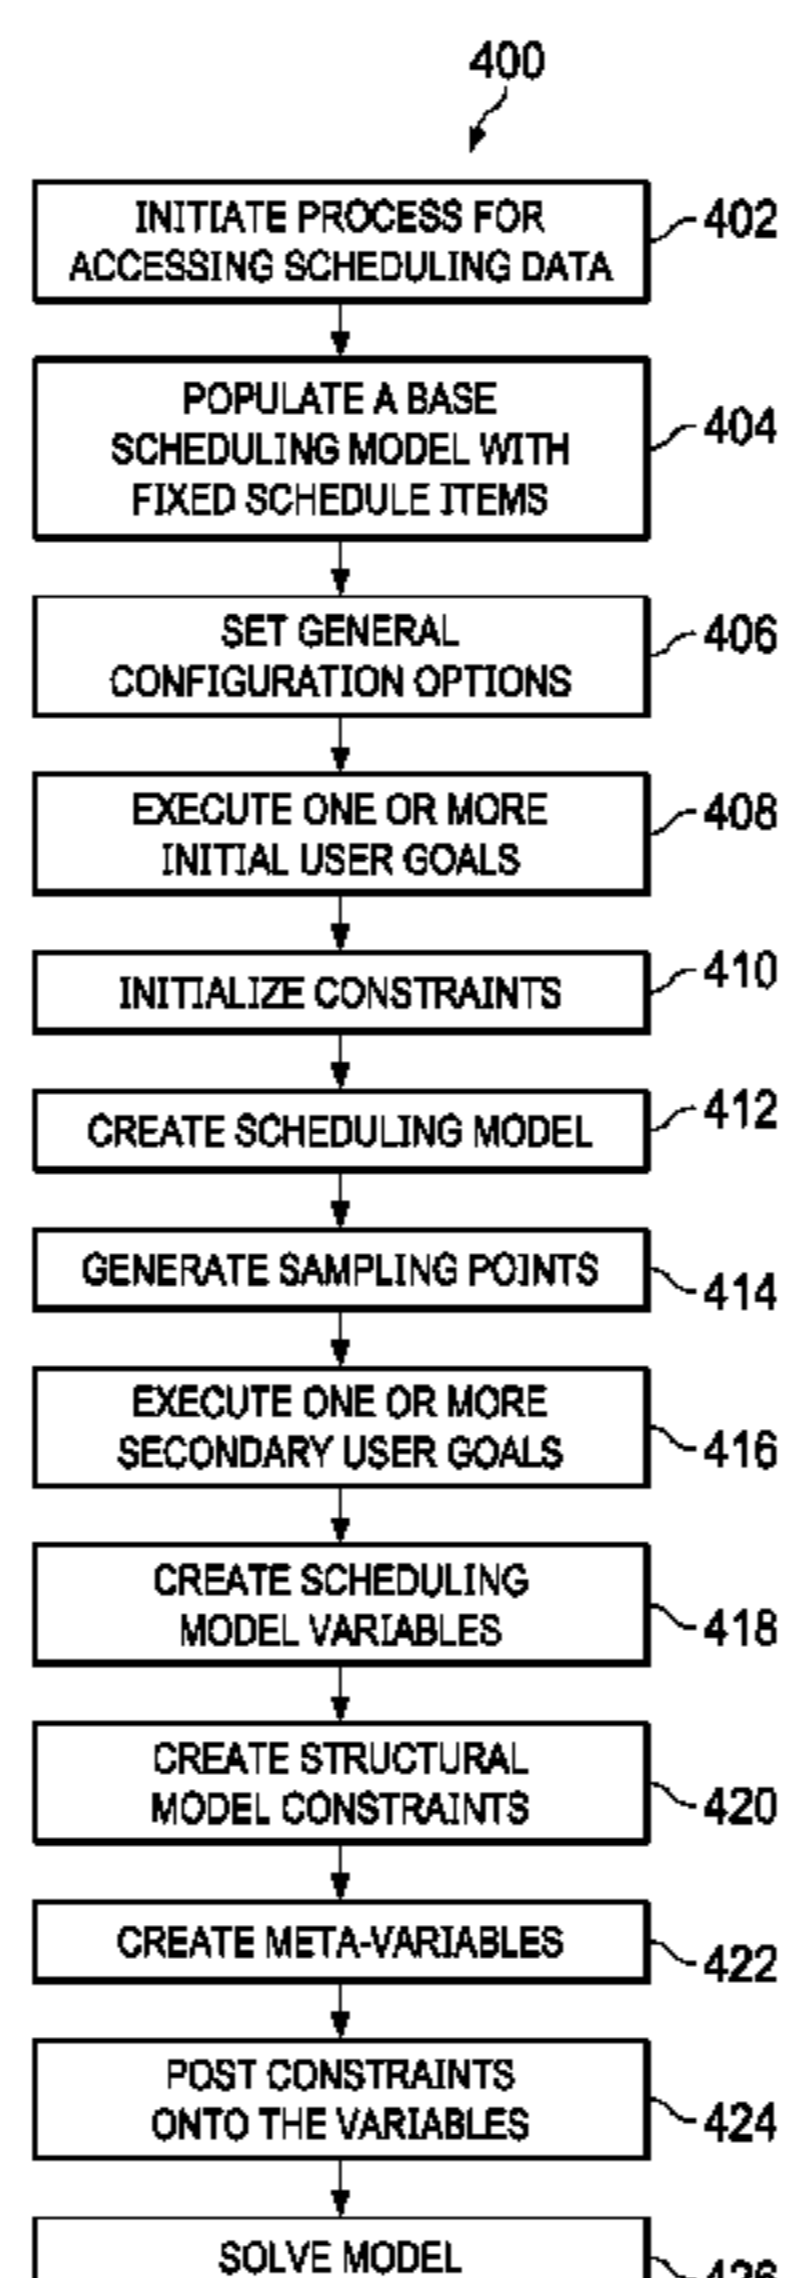 400
INITIATE PROCESS FOR
ACCESSING SCHEDULING DATA
402
POPULATE A BASE
SCHEDULING MODEL WITH
FIXED SCHEDULE ITEMS
404
SET GENERAL
CONFIGURATION OPTIONS
406
EXECUTE ONE OR MORE
INITIAL USER GOALS
408
INITIALIZE CONSTRAINTS
410
CREATE SCHEDULING MODEL
412
GENERATE SAMPLING POINTS
414
EXECUTE ONE OR MORE
SECONDARY USER GOALS
416
CREATE SCHEDULING
MODEL VARIABLES
418
CREATE STRUCTURAL
MODEL CONSTRAINTS
420
CREATE META-VARIABLES
422
POST CONSTRAINTS
ONTO THE VARIABLES
424
SOLVE MODEL
426